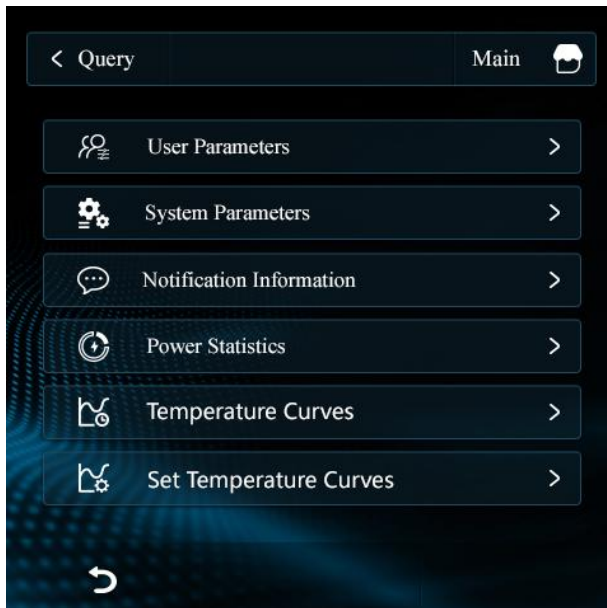 Query Main
User Parameters
System Parameters
Notification Information
Power Statistics
Temperature Curves
Set Temperature Curves